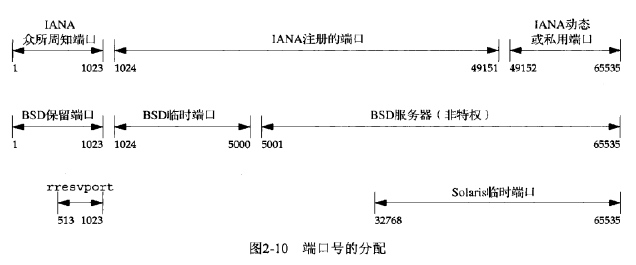 IANA
众所周知端口
IANA注册的端口
IANA动态
或私用端口
1 1023 1024 49151 49152 65535
BSD保留端口
BSD临时端口
BSD服务器（非特权）
1 1023 1024 5000 5001 65535
rresvport
Solaris临时端口
513 1023 32768 65535
图2-10 端口号的分配